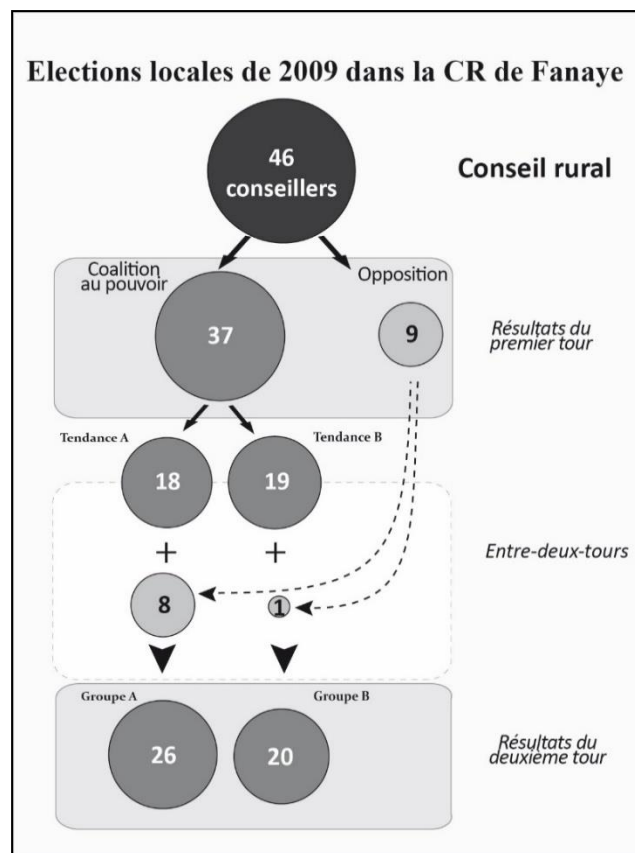 Elections locales de 2009 dans la CR de Fanaye
46
conseillers
Conseil rural
Coalition
au pouvoir
Opposition
37
9
Résultats du
premier tour
Tendance A
Tendance B
18
19
+
+
Entre-deux-tours
8
1
Groupe A
Groupe B
26
20
Résultats du
deuxième tour